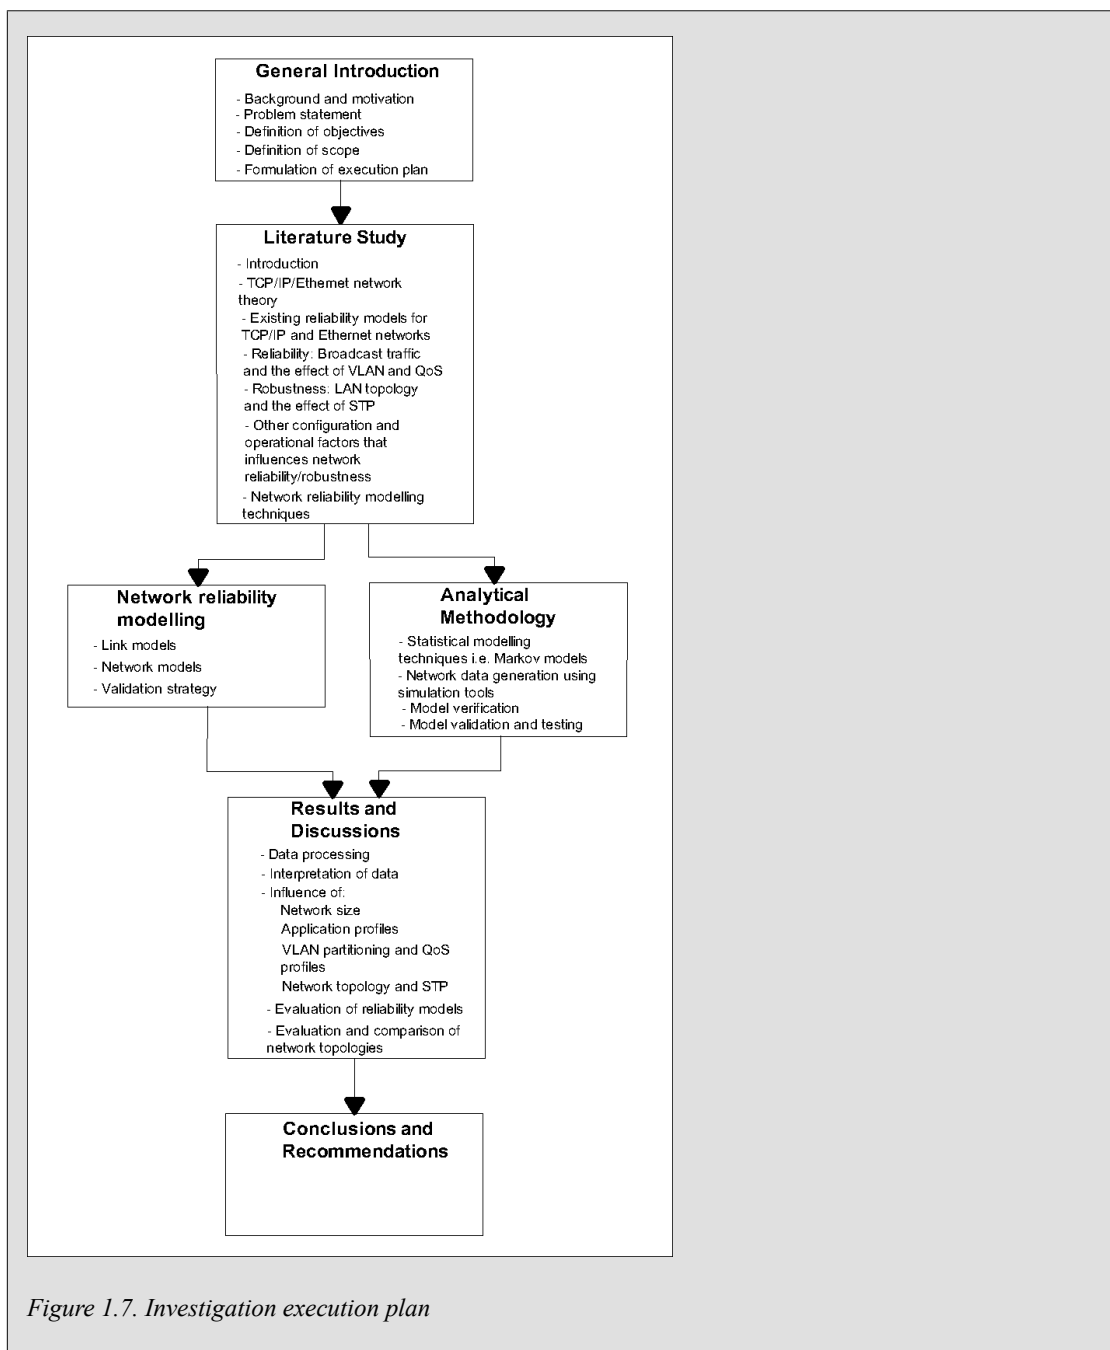 General Introduction
- Background and motivation
- Problem statement
- Definition of objectives
- Definition of scope
- Formulation of execution plan
Literature Study
- Introduction
- TCP/IP/Ethernet network
theory
- Existing reliability models for
TCP/IP and Ethernet networks
- Reliability: Broadcast traffic
and the effect of VLAN and QoS
- Robustness: LAN topology
and the effect of STP
- Other configuration and
operational factors that
influences network
reliability/robustness
- Network reliability modelling
techniques
Network reliability
modelling
- Link models
- Network models
- Validation strategy
Analytical
Methodology
- Statistical modelling
techniques i.e. Markov models
- Network data generation using
simulation tools
- Model verification
- Model validation and testing
Results and
Discussions
- Data processing
- Interpretation of data
- Influence of:
Network size
Application profiles
VLAN partitioning and QoS
profiles
Network topology and STP
- Evaluation of reliability models
- Evaluation and comparison of
network topologies
Conclusions and
Recommendations
Figure 1.7. Investigation execution plan